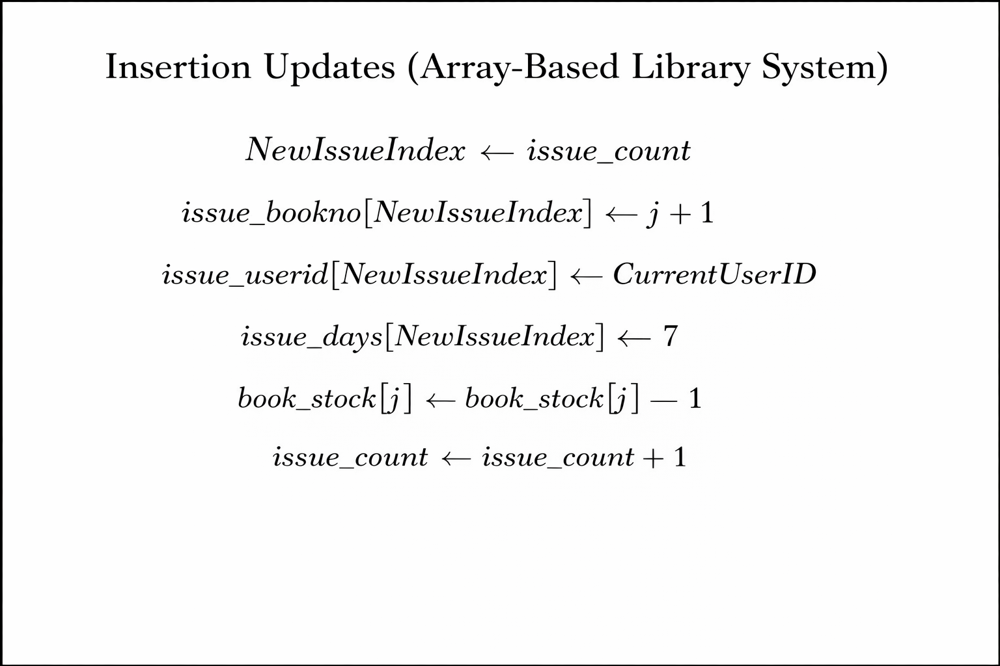 Insertion Updates (Array-Based Library System)
NewIssueIndex ← issue_count
issue_bookno[NewIssueIndex] ← j + 1
issue_userid[NewIssueIndex] ← CurrentUserID
issue_days[NewIssueIndex] ← 7
book_stock[j] ← book_stock[j] — 1
issue_count ← issue_count + 1